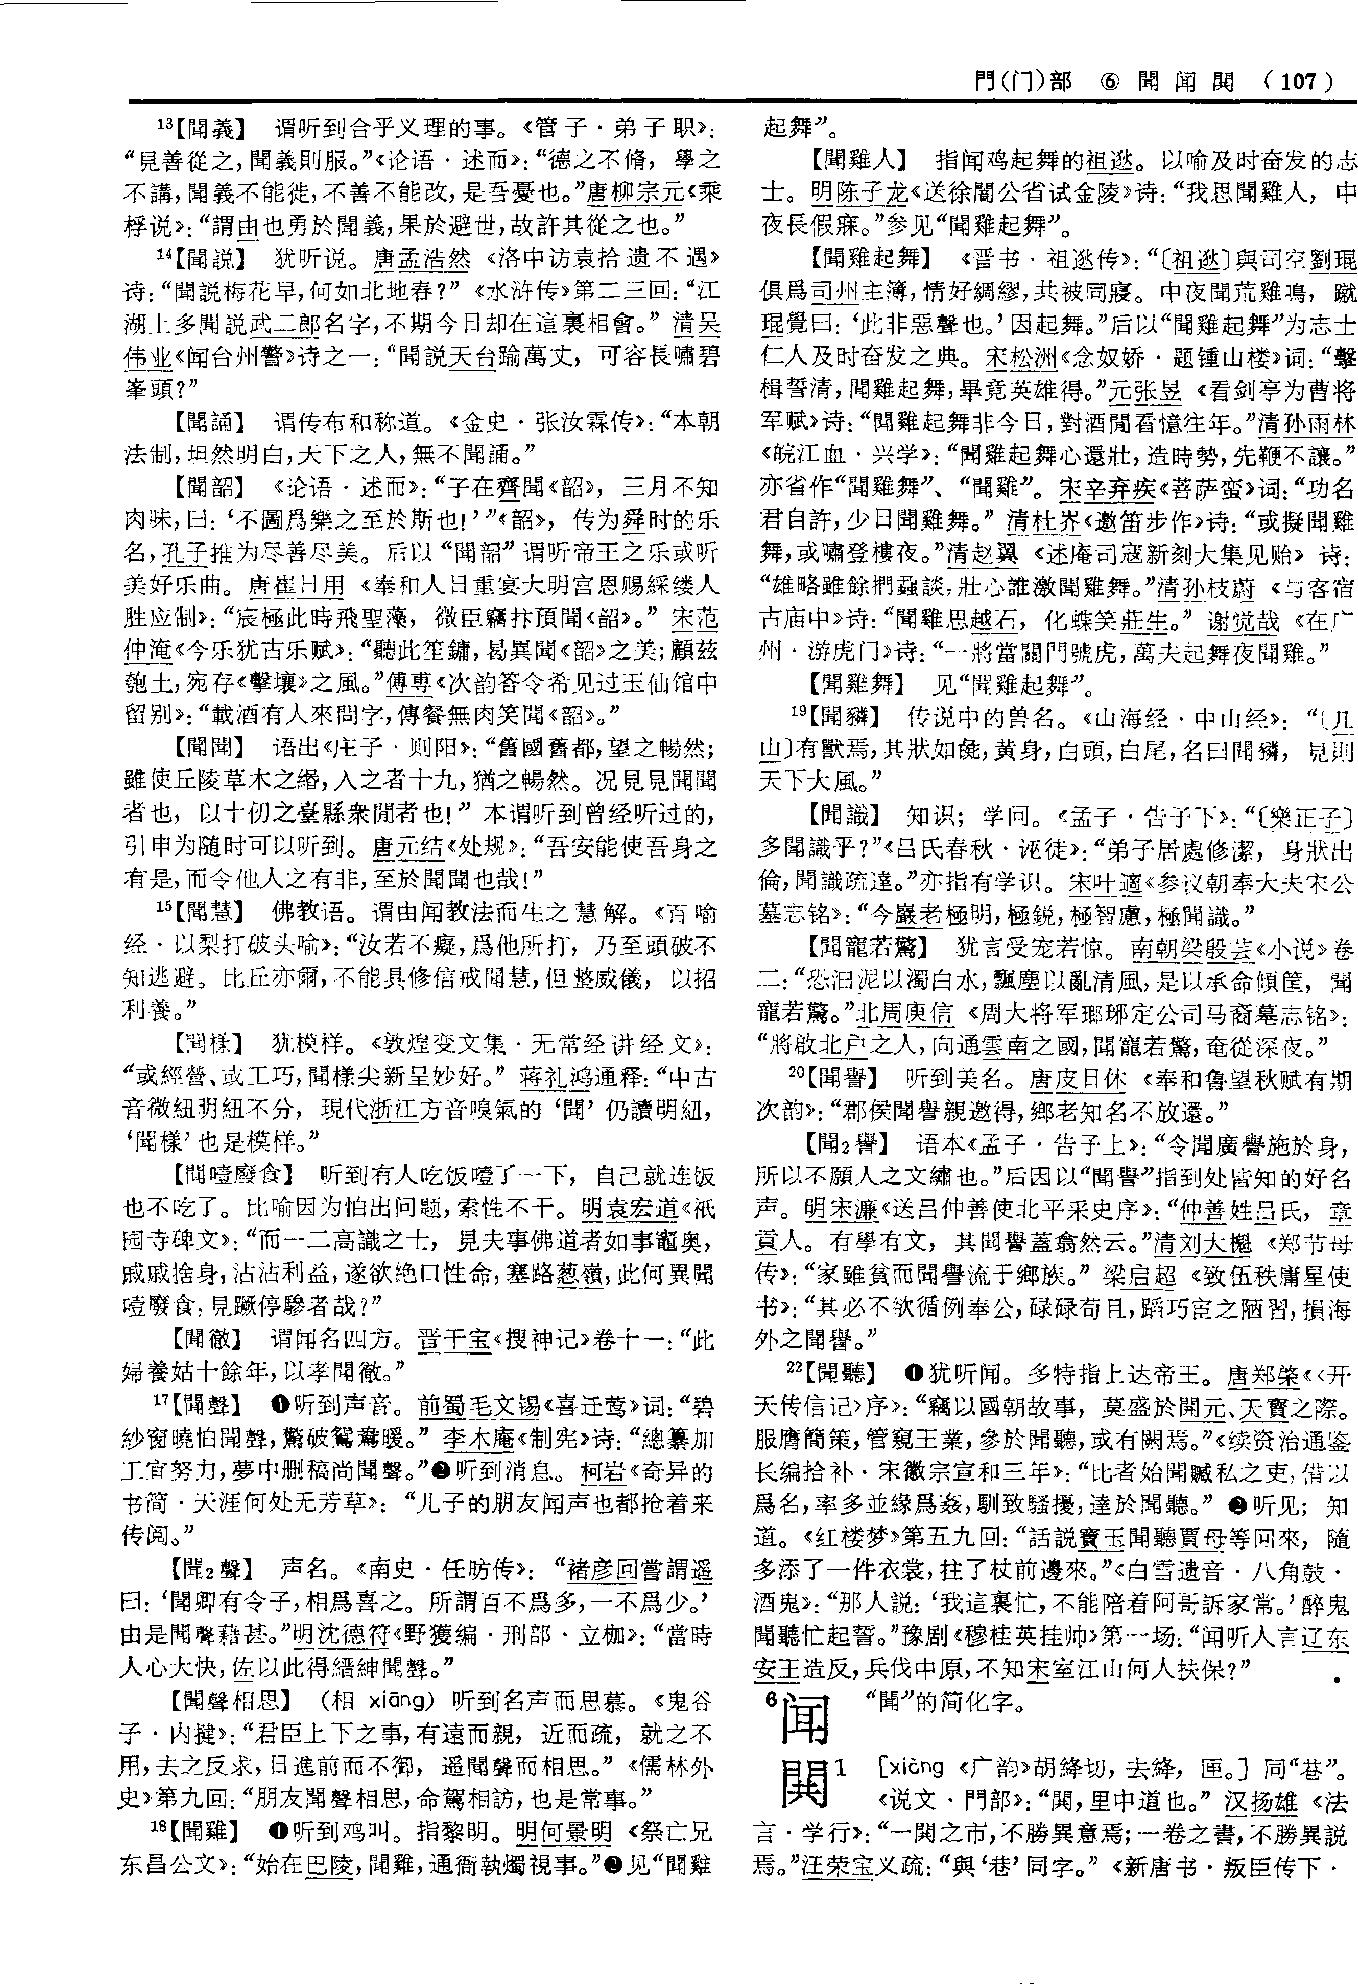 門(门)部 ⑥ 聞 闻 閧 (107)
¹³【聞義】 谓听到合乎义理的事。《管子·弟子职》：
“見善從之，聞義則服。”《论语·述而》：“德之不脩，學之
不講，聞義不能徙，不善不能改，是吾憂也。”唐柳宗元《乘
桴说》：“謂由也勇於聞義，果於避世，故許其從之也。”
¹⁴【聞説】 犹听说。唐孟浩然《洛中访袁拾遗不遇》
诗：“聞説梅花早，何如北地春？”《水浒传》第二三回：“江
湖上多聞説武二郎名字，不期今日却在這裏相會。”清吴
伟业《闻台州警》诗之一：“聞説天台踰萬丈，可容長嘯碧
峯頭？”
【聞誦】 谓传布和称道。《金史·张汝霖传》：“本朝
法制，坦然明白，天下之人，無不聞誦。”
【聞韶】 《论语·述而》：“子在齊聞《韶》，三月不知
肉味，曰：‘不圖爲樂之至於斯也！’”《韶》，传为舜时的乐
名，孔子推为尽善尽美。后以“聞韶”谓听帝王之乐或听
美好乐曲。唐崔日用《奉和人日重宴大明宫恩赐綵缕人
胜应制》：“宸極此時飛聖藻，微臣竊抃預聞《韶》。”宋范
仲淹《今乐犹古乐赋》：“聽此笙鏞，曷異聞《韶》之美；顧兹
匏土，宛存《擊壤》之風。”傅尃《次韵答令希见过玉仙馆中
留别》：“載酒有人來問字，傳餐無肉笑聞《韶》。”
【聞聞】 语出《庄子·则阳》：“舊國舊都，望之暢然；
雖使丘陵草木之緡，入之者十九，猶之暢然。况見見聞聞
者也，以十仞之臺縣衆閒者也！”本谓听到曾经听过的，
引申为随时可以听到。唐元结《处规》：“吾安能使吾身之
有是，而令他人之有非，至於聞聞也哉！”
¹⁵【聞慧】 佛教语。谓由闻教法而生之慧解。《百喻
经·以梨打破头喻》：“汝若不癡，爲他所打，乃至頭破不
知逃避。比丘亦爾，不能具修信戒聞慧，但整威儀，以招
利養。”
【聞樣】 犹模样。《敦煌变文集·无常经讲经文》：
“或經營、或工巧，聞樣尖新呈妙好。”蒋礼鸿通释：“中古
音微紐明紐不分，現代浙江方音嗅氣的‘聞’仍讀明紐，
‘聞樣’也是模样。”
【聞噎廢食】 听到有人吃饭噎了一下，自己就连饭
也不吃了。比喻因为怕出问题，索性不干。明袁宏道《祇
园寺碑文》：“而一二高識之士，見夫事佛道者如事竈奥，
戚戚捨身，沾沾利益，遂欲絶口性命，塞路葱嶺，此何異聞
噎廢食，見蹶停驂者哉？”
【聞徹】 谓闻名四方。晋干宝《搜神记》卷十一：“此
婦養姑十餘年，以孝聞徹。”
¹⁷【聞聲】 ❶听到声音。前蜀毛文锡《喜迁莺》词：“碧
紗窗曉怕聞聲，驚破鴛鴦暖。”李木庵《制宪》诗：“總纂加
工宜努力，夢中删稿尚聞聲。”❷听到消息。柯岩《奇异的
书简·天涯何处无芳草》：“儿子的朋友闻声也都抢着来
传阅。”
【聞₂聲】 声名。《南史·任昉传》：“褚彦回嘗謂遥
曰：‘聞卿有令子，相爲喜之。所謂百不爲多，一不爲少。’
由是聞聲藉甚。”明沈德符《野獲编·刑部·立枷》：“當時
人心大快，佐以此得縉紳聞聲。”
【聞聲相思】 （相 xiāng）听到名声而思慕。《鬼谷
子·内揵》：“君臣上下之事，有遠而親，近而疏，就之不
用，去之反求，日進前而不御，遥聞聲而相思。”《儒林外
史》第九回：“朋友聞聲相思，命駕相訪，也是常事。”
¹⁸【聞雞】 ❶听到鸡叫。指黎明。明何景明《祭亡兄
东昌公文》：“始在巴陵，聞雞，通衙執燭視事。”❷见“聞雞
起舞”。
【聞雞人】 指闻鸡起舞的祖逖。以喻及时奋发的志
士。明陈子龙《送徐闇公省试金陵》诗：“我思聞雞人，中
夜長假寐。”参见“聞雞起舞”。
【聞雞起舞】 《晋书·祖逖传》：“〔祖逖〕與司空劉琨
俱爲司州主簿，情好綢繆，共被同寢。中夜聞荒雞鳴，蹴
琨覺曰：‘此非惡聲也。’因起舞。”后以“聞雞起舞”为志士
仁人及时奋发之典。宋松洲《念奴娇·题锺山楼》词：“擊
楫誓清，聞雞起舞，畢竟英雄得。”元张昱《看剑亭为曹将
军赋》诗：“聞雞起舞非今日，對酒閒看憶往年。”清孙雨林
《皖江血·兴学》：“聞雞起舞心還壯，造時勢，先鞭不讓。”
亦省作“聞雞舞”、“聞雞”。宋辛弃疾《菩萨蛮》词：“功名
君自許，少日聞雞舞。”清杜岕《邀笛步作》诗：“或擬聞雞
舞，或嘯登樓夜。”清赵翼《述庵司寇新刻大集见贻》诗：
“雄略雖餘捫蝨談，壯心誰激聞雞舞。”清孙枝蔚《与客宿
古庙中》诗：“聞雞思越石，化蝶笑莊生。”谢觉哉《在广
州·游虎门》诗：“一將當關門號虎，萬夫起舞夜聞雞。”
【聞雞舞】 见“聞雞起舞”。
¹⁹【聞獜】 传说中的兽名。《山海经·中山经》：“〔几
山〕有獸焉，其狀如彘，黄身，白頭，白尾，名曰聞獜，見則
天下大風。”
【聞識】 知识；学问。《孟子·告子下》：“〔樂正子〕
多聞識乎？”《吕氏春秋·诬徒》：“弟子居處修潔，身狀出
倫，聞識疏達。”亦指有学识。宋叶適《参议朝奉大夫宋公
墓志铭》：“今巖老極明，極鋭，極智慮，極聞識。”
【聞寵若驚】 犹言受宠若惊。南朝梁殷芸《小说》卷
二：“恐汩泥以濁白水，飄塵以亂清風，是以承命傾筐，聞
寵若驚。”北周庾信《周大将军瑯琊定公司马裔墓志铭》：
“將啟北户之人，向通雲南之國，聞寵若驚，奄從深夜。”
²⁰【聞譽】 听到美名。唐皮日休《奉和鲁望秋赋有期
次韵》：“郡侯聞譽親邀得，鄉老知名不放還。”
【聞₂譽】 语本《孟子·告子上》：“令聞廣譽施於身，
所以不願人之文繡也。”后因以“聞譽”指到处皆知的好名
声。明宋濂《送吕仲善使北平采史序》：“仲善姓吕氏，章
貢人。有學有文，其聞譽蓋翕然云。”清刘大櫆《郑节母
传》：“家雖貧而聞譽流于鄉族。”梁启超《致伍秩庸星使
书》：“其必不欲循例奉公，碌碌苟且，蹈巧宦之陋習，損海
外之聞譽。”
²²【聞聽】 ❶犹听闻。多特指上达帝王。唐郑棨《〈开
天传信记〉序》：“竊以國朝故事，莫盛於開元、天寶之際。
服膺簡策，管窺王業，參於聞聽，或有闕焉。”《续资治通鉴
长编拾补·宋徽宗宣和三年》：“比者始聞贓私之吏，借以
爲名，率多並緣爲姦，馴致騷擾，達於聞聽。”❷听见；知
道。《红楼梦》第五九回：“話説寶玉聞聽賈母等回來，隨
多添了一件衣裳，拄了杖前邊來。”《白雪遗音·八角鼓·
酒鬼》：“那人説：‘我這裏忙，不能陪着阿哥訴家常。’醉鬼
聞聽忙起誓。”豫剧《穆桂英挂帅》第一场：“闻听人言辽东
安王造反，兵伐中原，不知宋室江山何人扶保？”
⁶闻 “聞”的简化字。
閧¹ ［xiàng《广韵》胡絳切，去絳，匣。］同“巷”。
《说文·門部》：“閧，里中道也。”汉扬雄《法
言·学行》：“一閧之市，不勝異意焉；一卷之書，不勝異説
焉。”汪荣宝义疏：“與‘巷’同字。”《新唐书·叛臣传下·